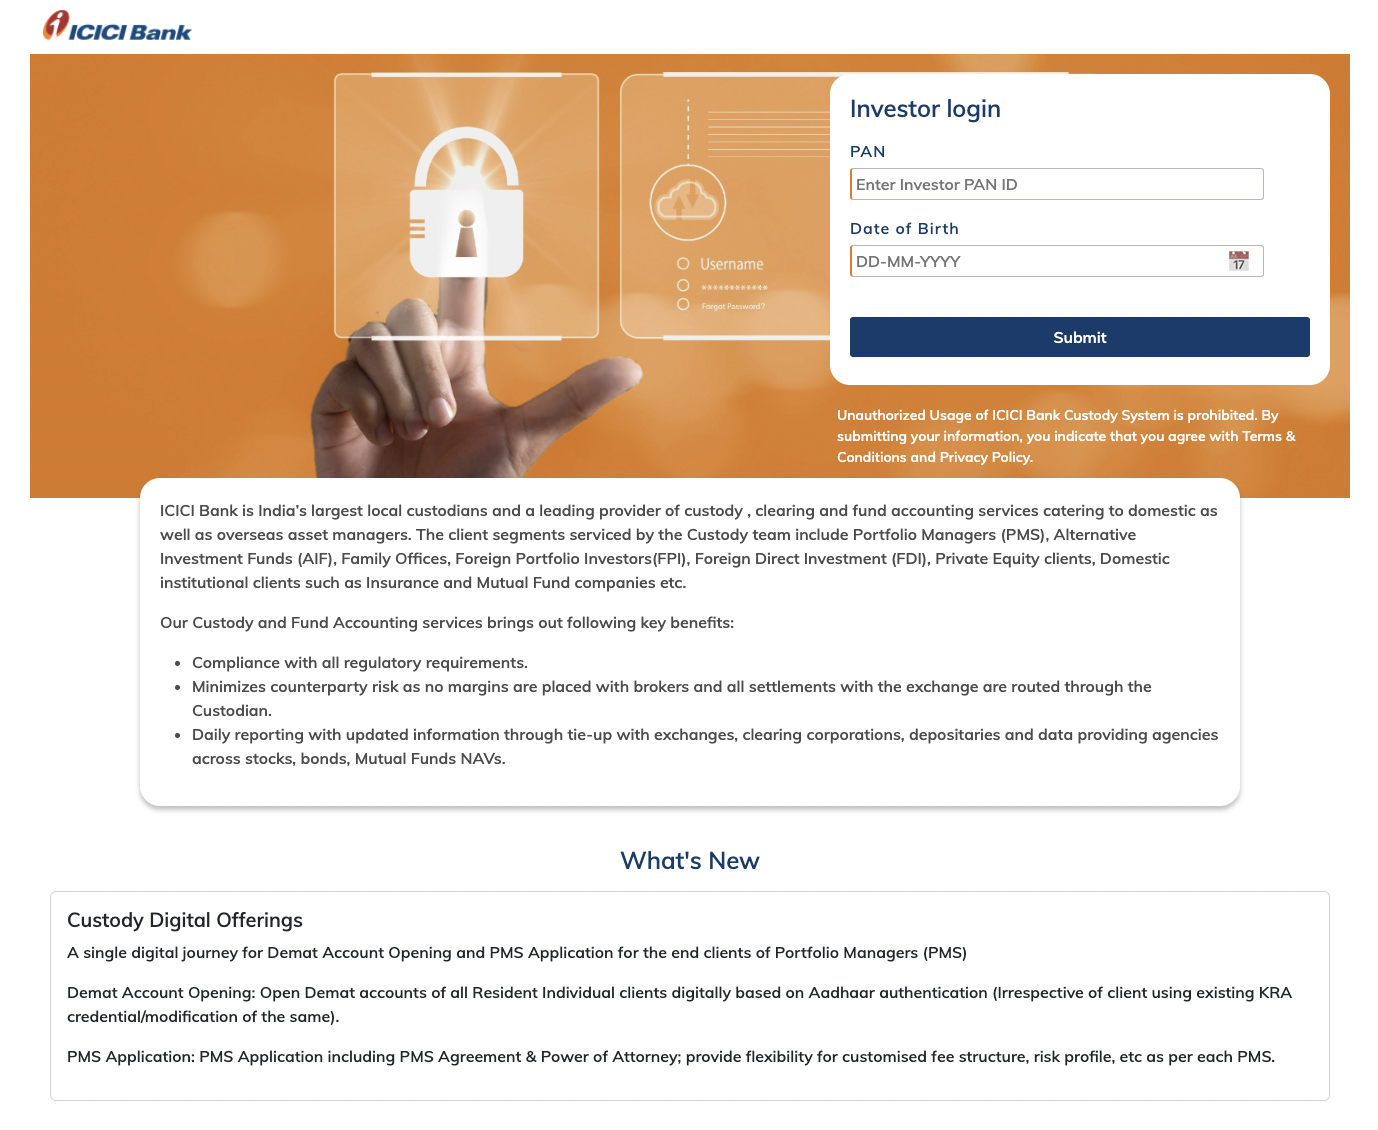 ICICI Bank
Investor login
PAN
Enter Investor PAN ID
Date of Birth
DD-MM-YYYY
17
Submit
Username
Forgot Password?
Unauthorized Usage of ICICI Bank Custody System is prohibited. By
submitting your information, you indicate that you agree with Terms &
Conditions and Privacy Policy.
ICICI Bank is India’s largest local custodians and a leading provider of custody , clearing and fund accounting services catering to domestic as
well as overseas asset managers. The client segments serviced by the Custody team include Portfolio Managers (PMS), Alternative
Investment Funds (AIF), Family Offices, Foreign Portfolio Investors(FPI), Foreign Direct Investment (FDI), Private Equity clients, Domestic
institutional clients such as Insurance and Mutual Fund companies etc.
Our Custody and Fund Accounting services brings out following key benefits:
• Compliance with all regulatory requirements.
• Minimizes counterparty risk as no margins are placed with brokers and all settlements with the exchange are routed through the
Custodian.
• Daily reporting with updated information through tie-up with exchanges, clearing corporations, depositaries and data providing agencies
across stocks, bonds, Mutual Funds NAVs.
What's New
Custody Digital Offerings
A single digital journey for Demat Account Opening and PMS Application for the end clients of Portfolio Managers (PMS)
Demat Account Opening: Open Demat accounts of all Resident Individual clients digitally based on Aadhaar authentication (Irrespective of client using existing KRA
credential/modification of the same).
PMS Application: PMS Application including PMS Agreement & Power of Attorney; provide flexibility for customised fee structure, risk profile, etc as per each PMS.